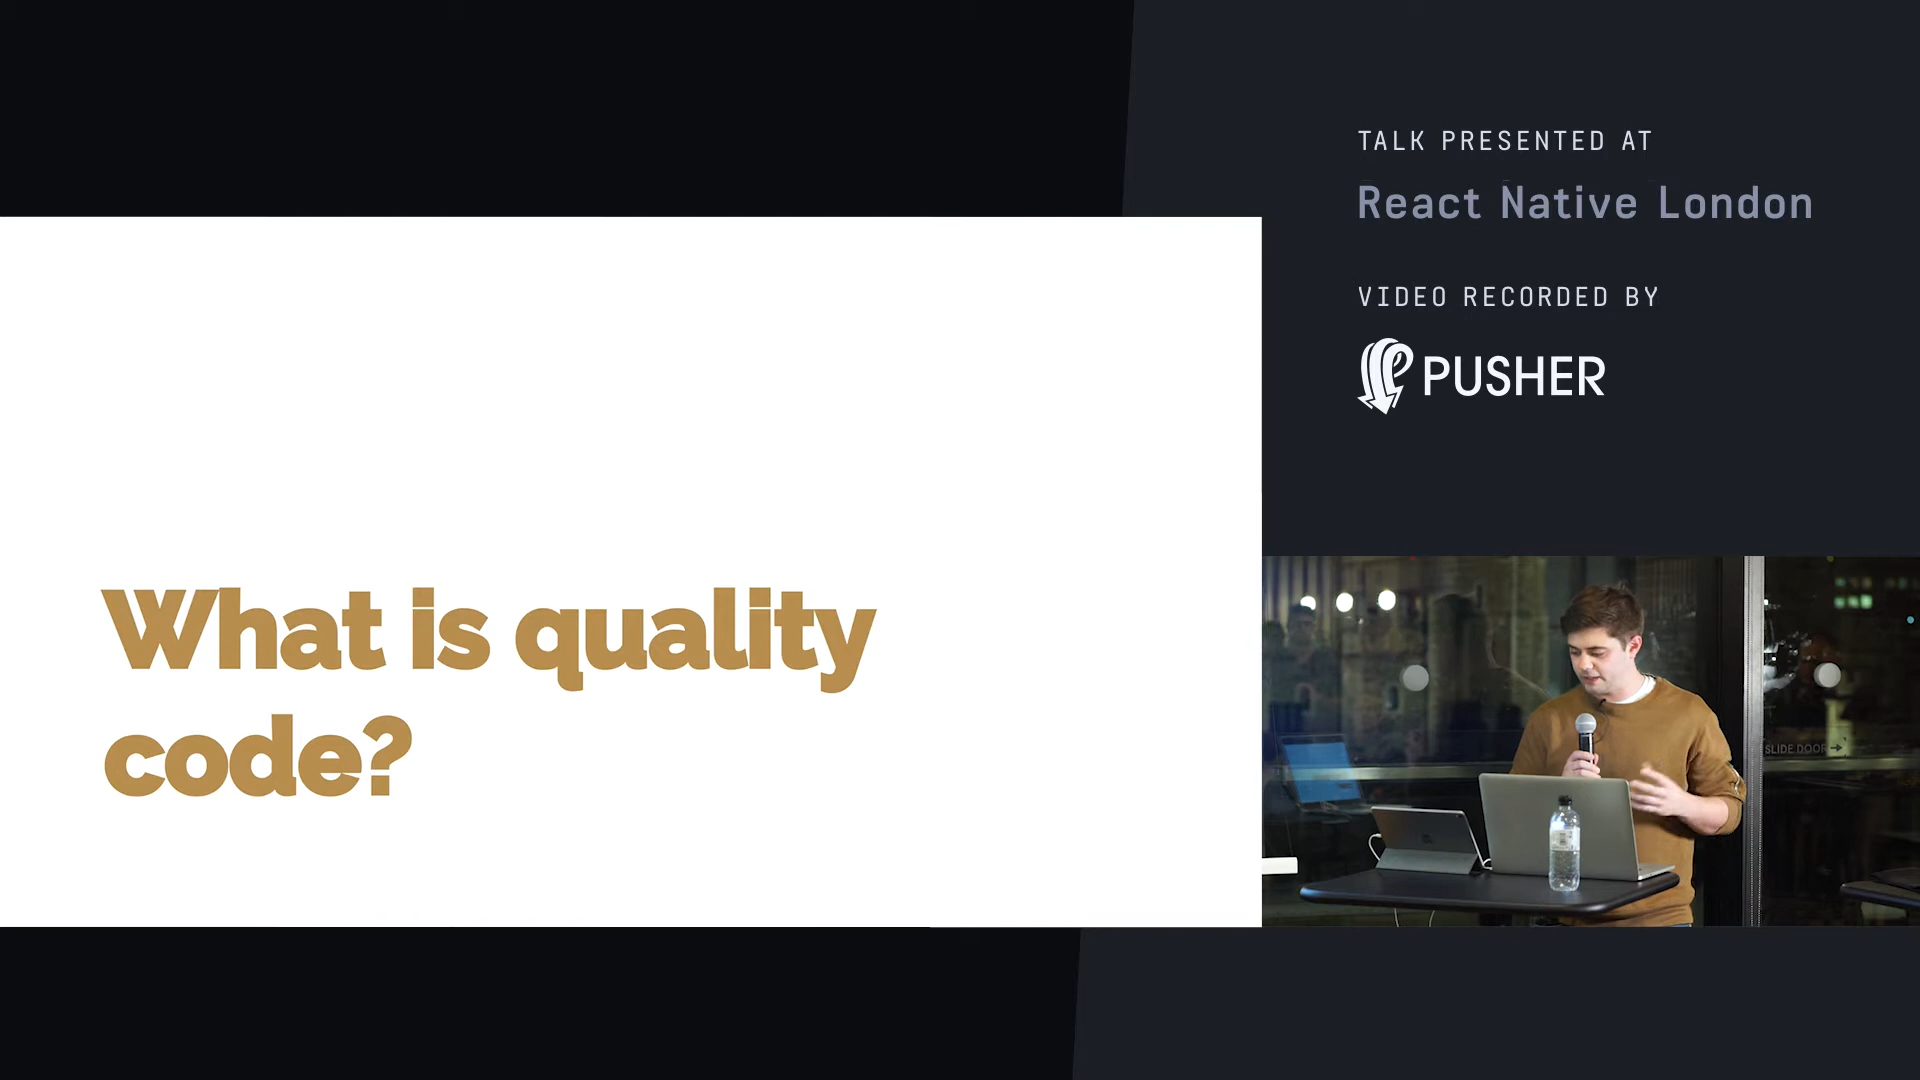 What is quality
code?
TALK PRESENTED AT
React Native London
VIDEO RECORDED BY
PUSHER
SLIDE DOOR